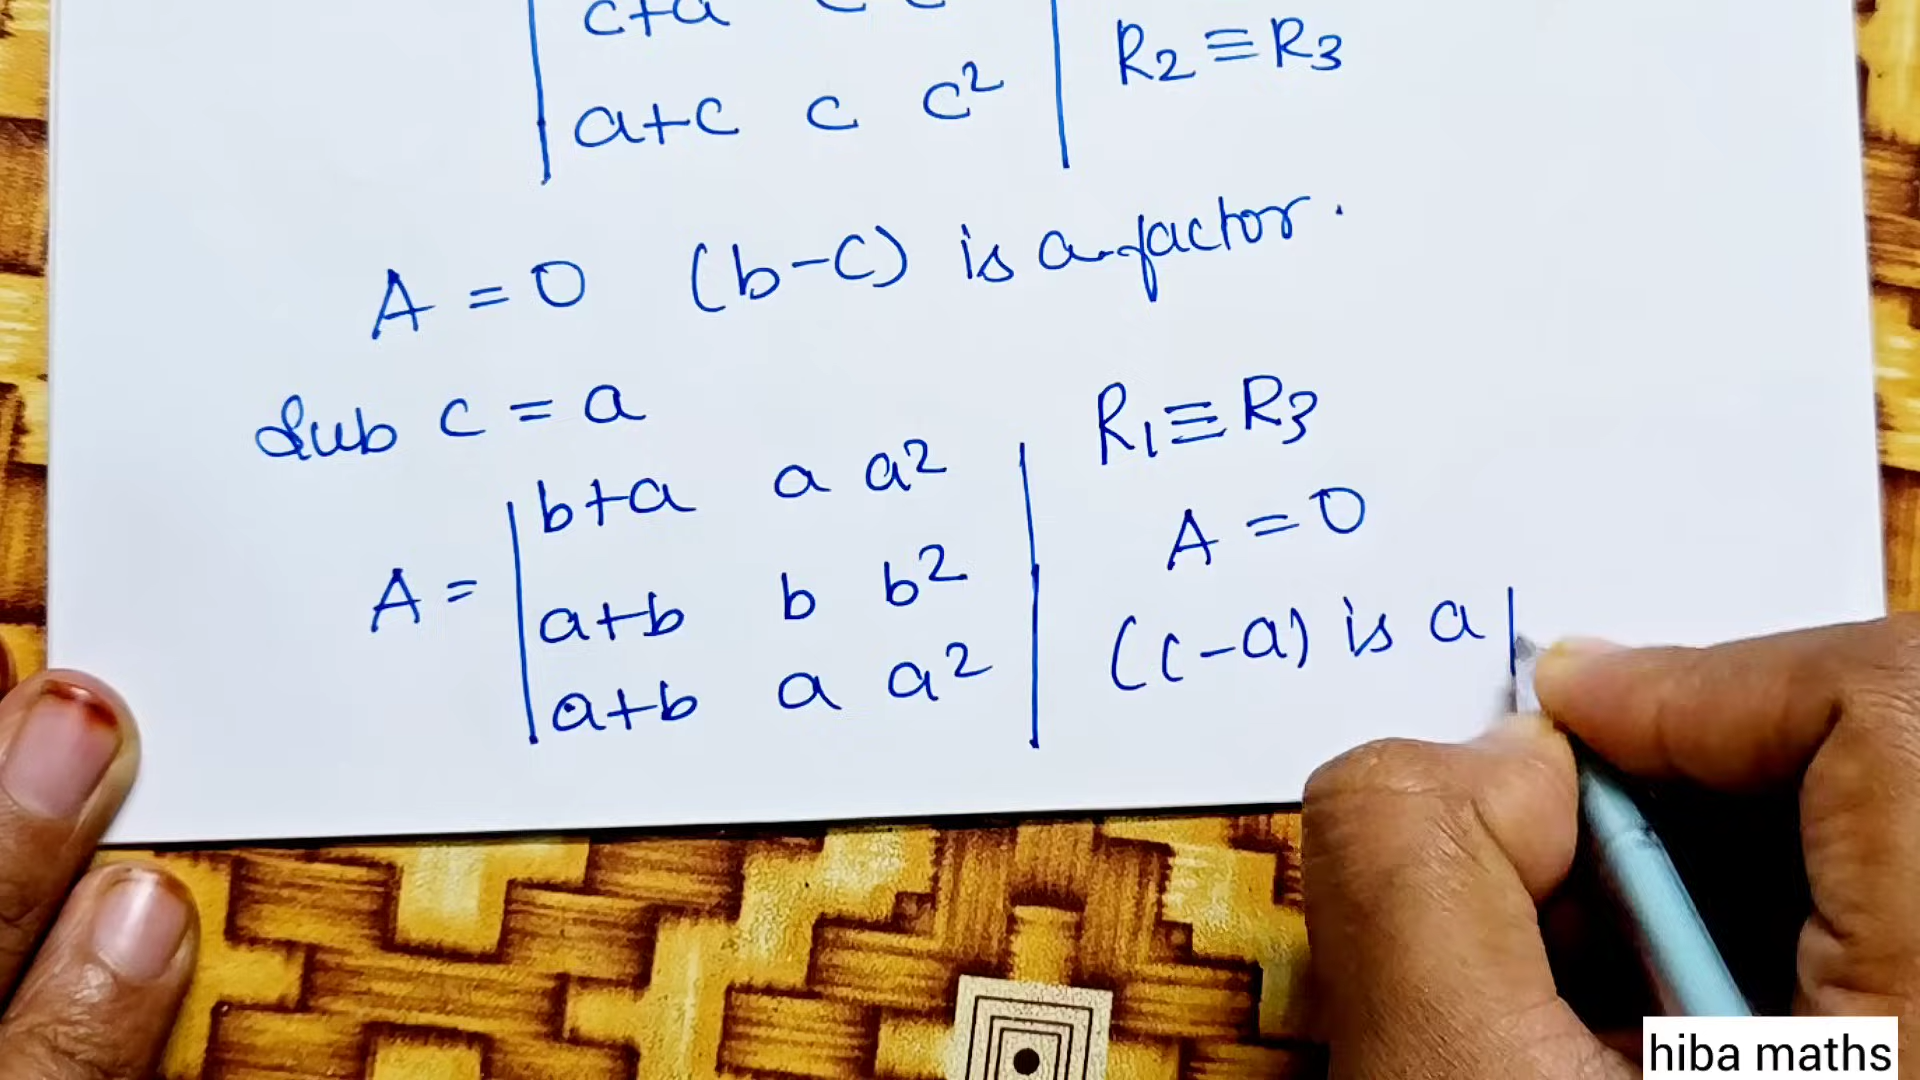 c+a c c
a+c c c²
R₂ ≡ R₃
A = 0 (b-c) is a factor.
Sub c = a
A = | b+a a a² |
| a+b b b² |
| a+b a a² |
R₁ ≡ R₃
A = 0
(c-a) is a
hiba maths